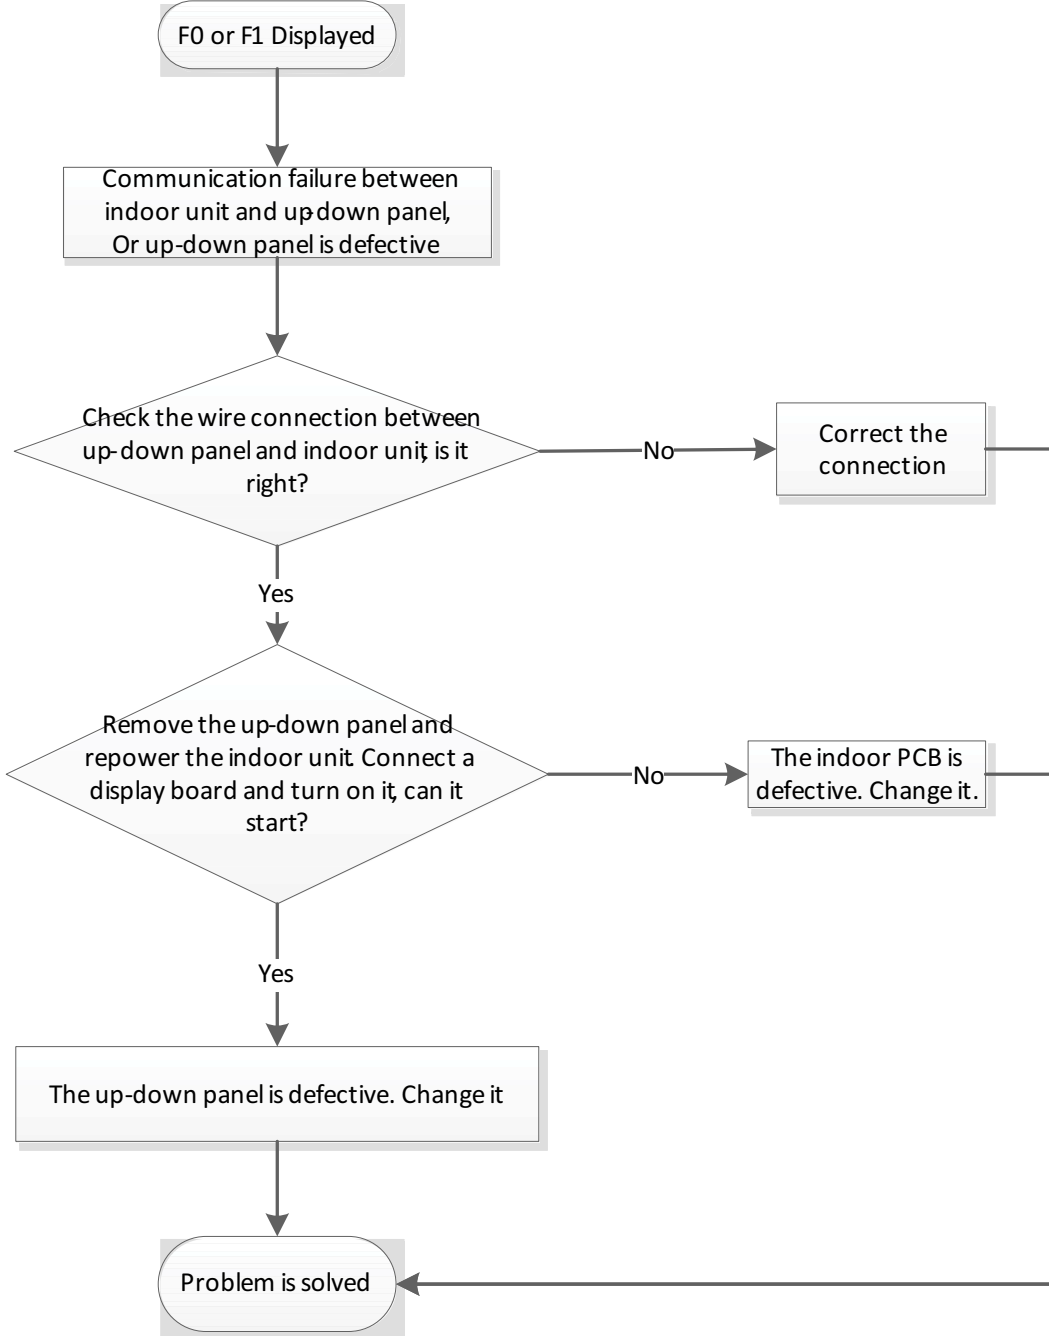 F0 or F1 Displayed
Communication failure between
indoor unit and up-down panel,
Or up-down panel is defective
Check the wire connection between
up-down panel and indoor unit, is it
right?
No
Correct the
connection
Yes
Remove the up-down panel and
repower the indoor unit. Connect a
display board and turn on it, can it
start?
No
The indoor PCB is
defective. Change it.
Yes
The up-down panel is defective. Change it
Problem is solved